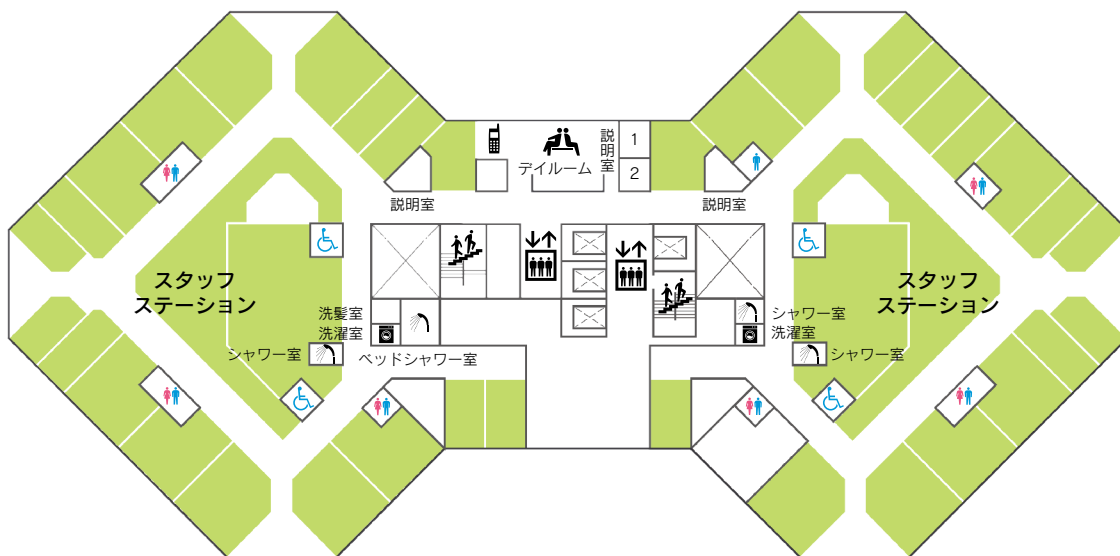 説明室
1
2
デイルーム
説明室
説明室
スタッフ
ステーション
スタッフ
ステーション
洗髪室
洗濯室
シャワー室
ベッドシャワー室
シャワー室
洗濯室
シャワー室